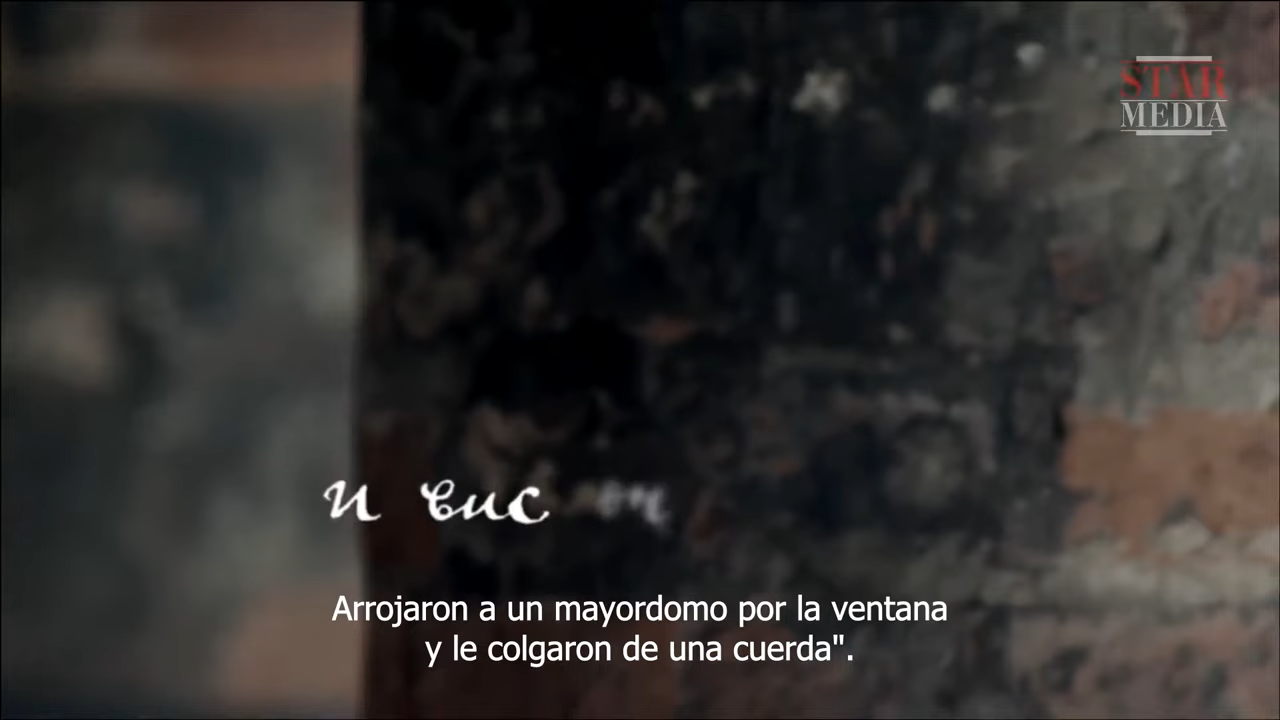 STAR
MEDIA
и вис
Arrojaron a un mayordomo por la ventana
y le colgaron de una cuerda".